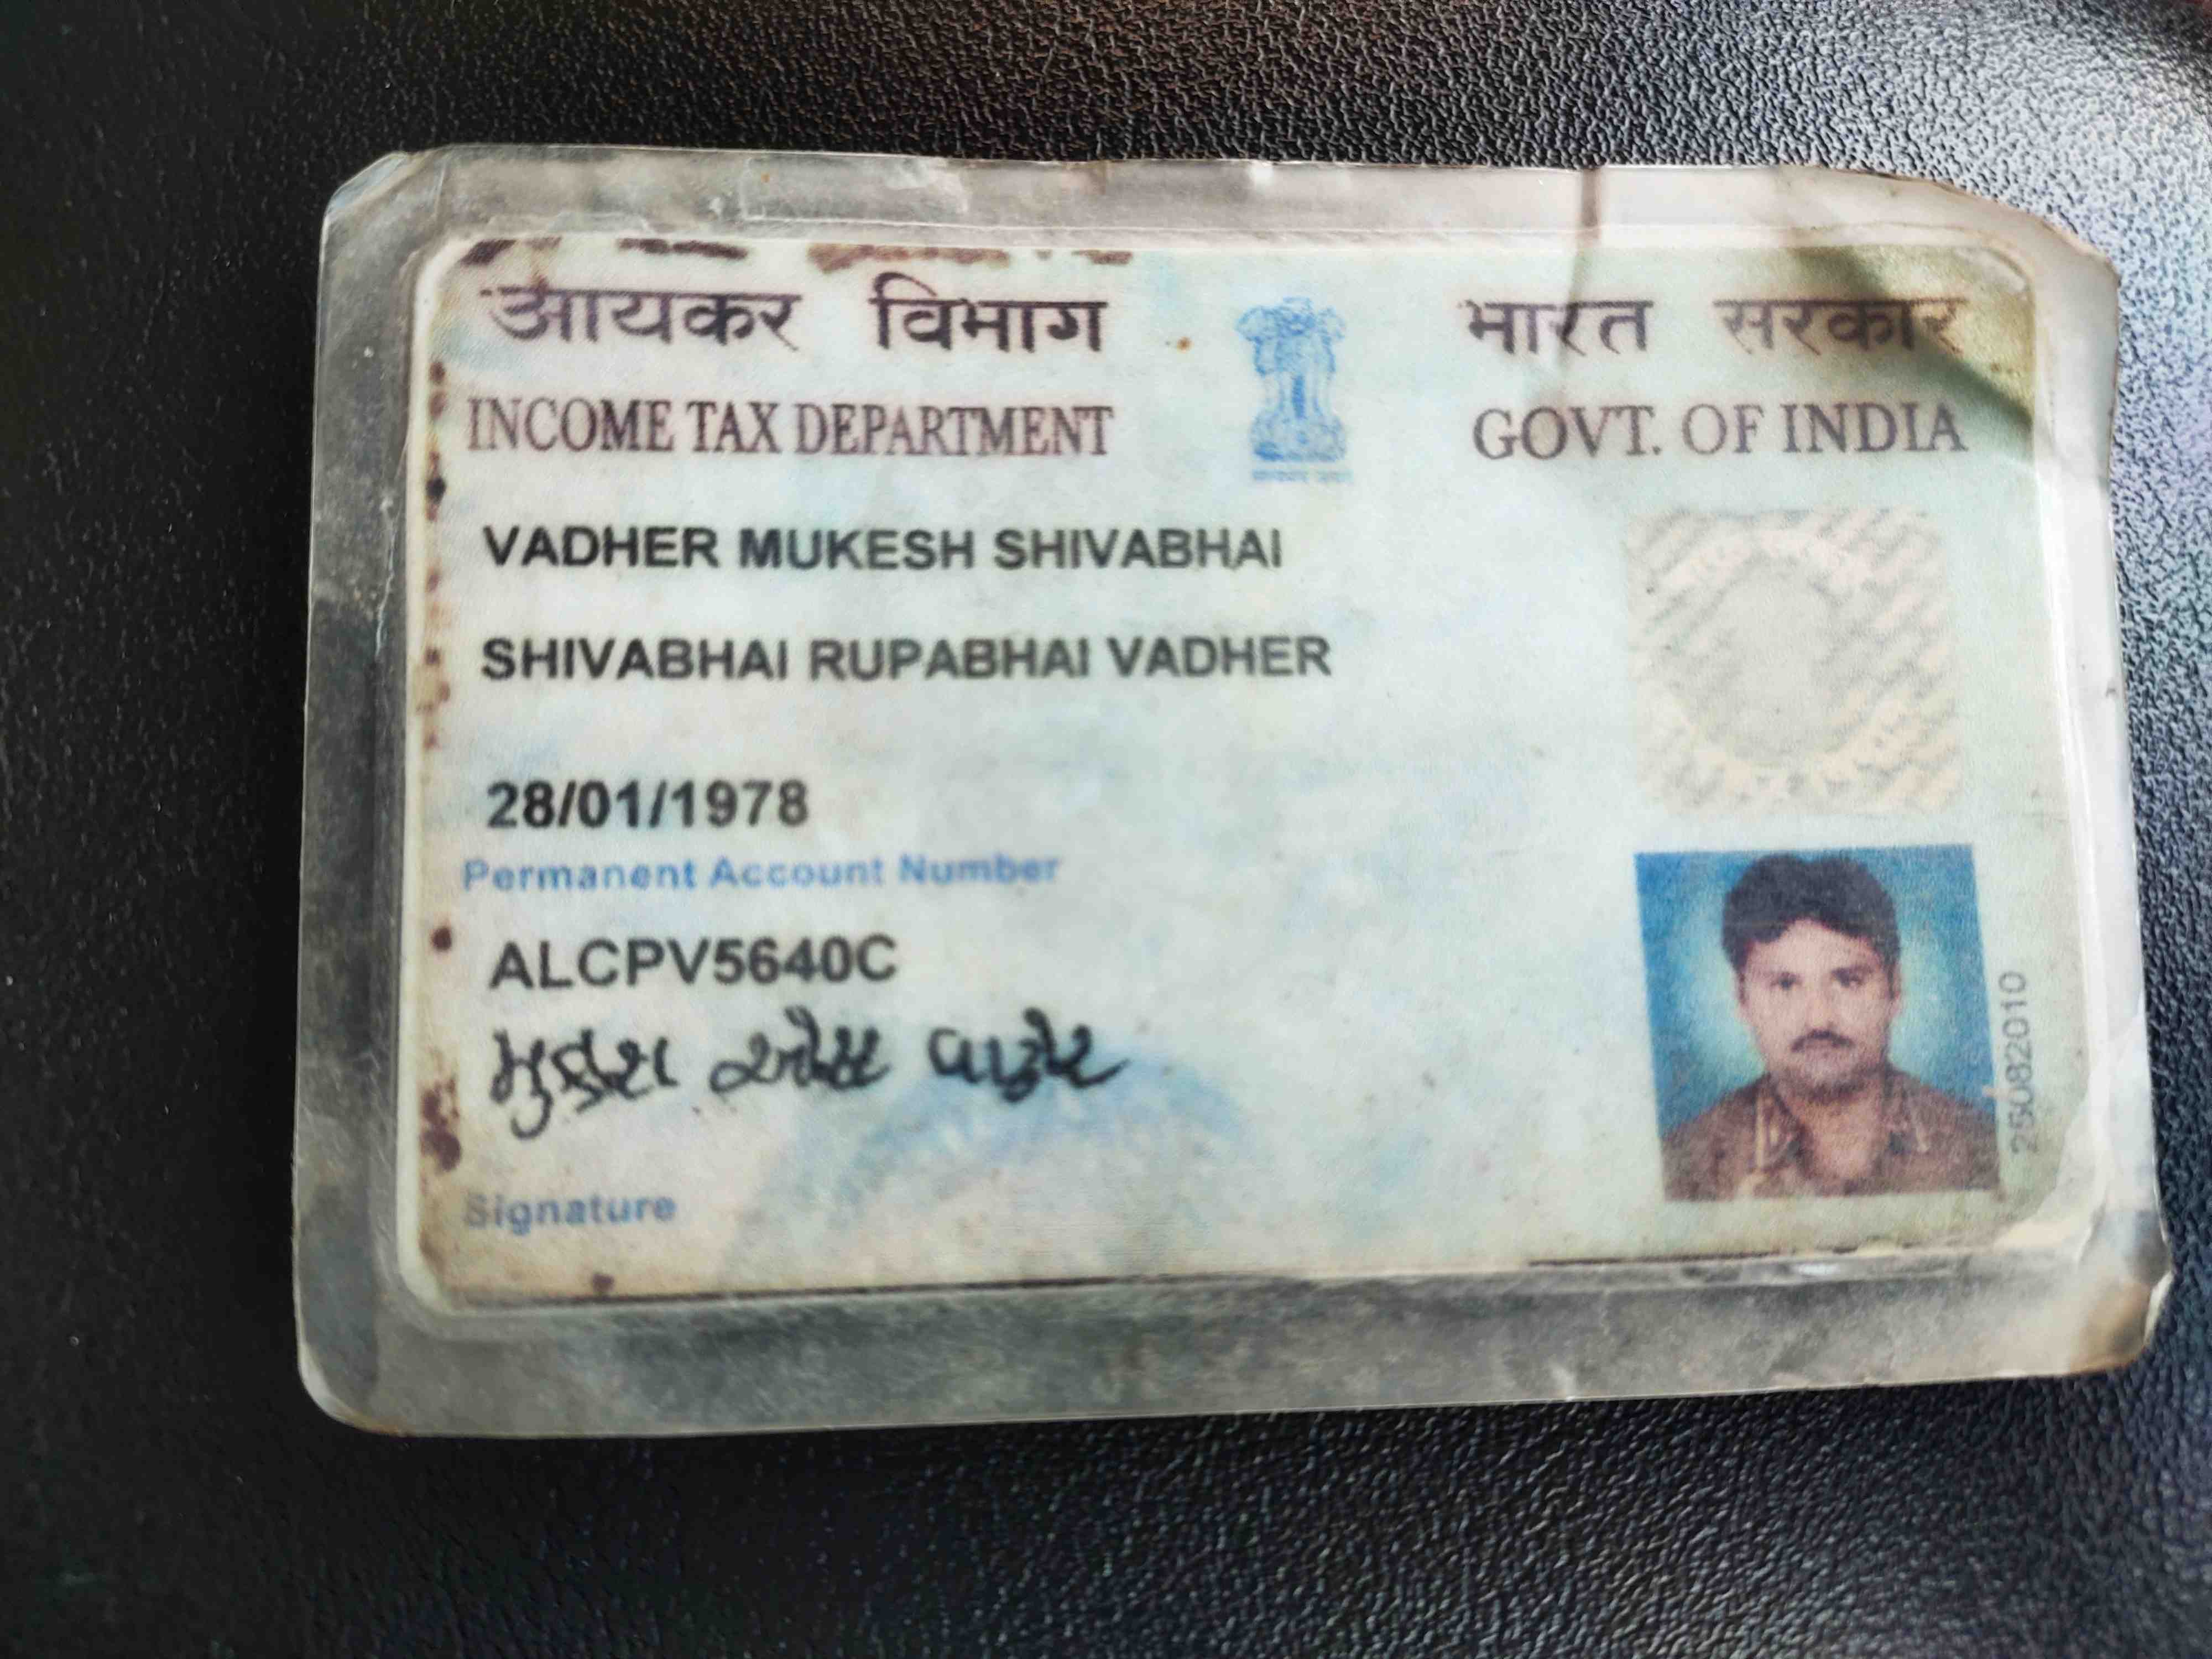 आयकर विभाग भारत सरकार
INCOME TAX DEPARTMENT GOVT. OF INDIA
VADHER MUKESH SHIVABHAI
SHIVABHAI RUPABHAI VADHER
28/01/1978
Permanent Account Number
ALCPV5640C
Signature
25082010